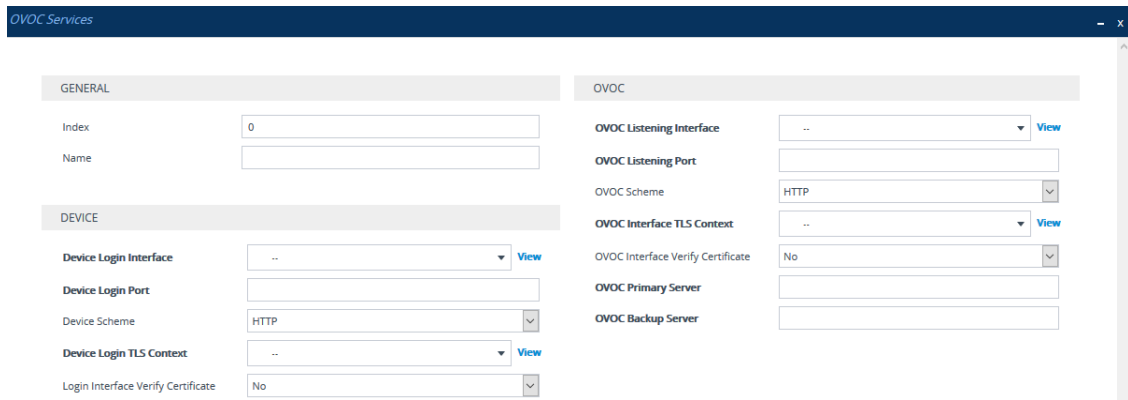 OVOC Services
– x
GENERAL
Index 0
Name
DEVICE
Device Login Interface -- View
Device Login Port
Device Scheme HTTP
Device Login TLS Context -- View
Login Interface Verify Certificate No
OVOC
OVOC Listening Interface -- View
OVOC Listening Port
OVOC Scheme HTTP
OVOC Interface TLS Context -- View
OVOC Interface Verify Certificate No
OVOC Primary Server
OVOC Backup Server